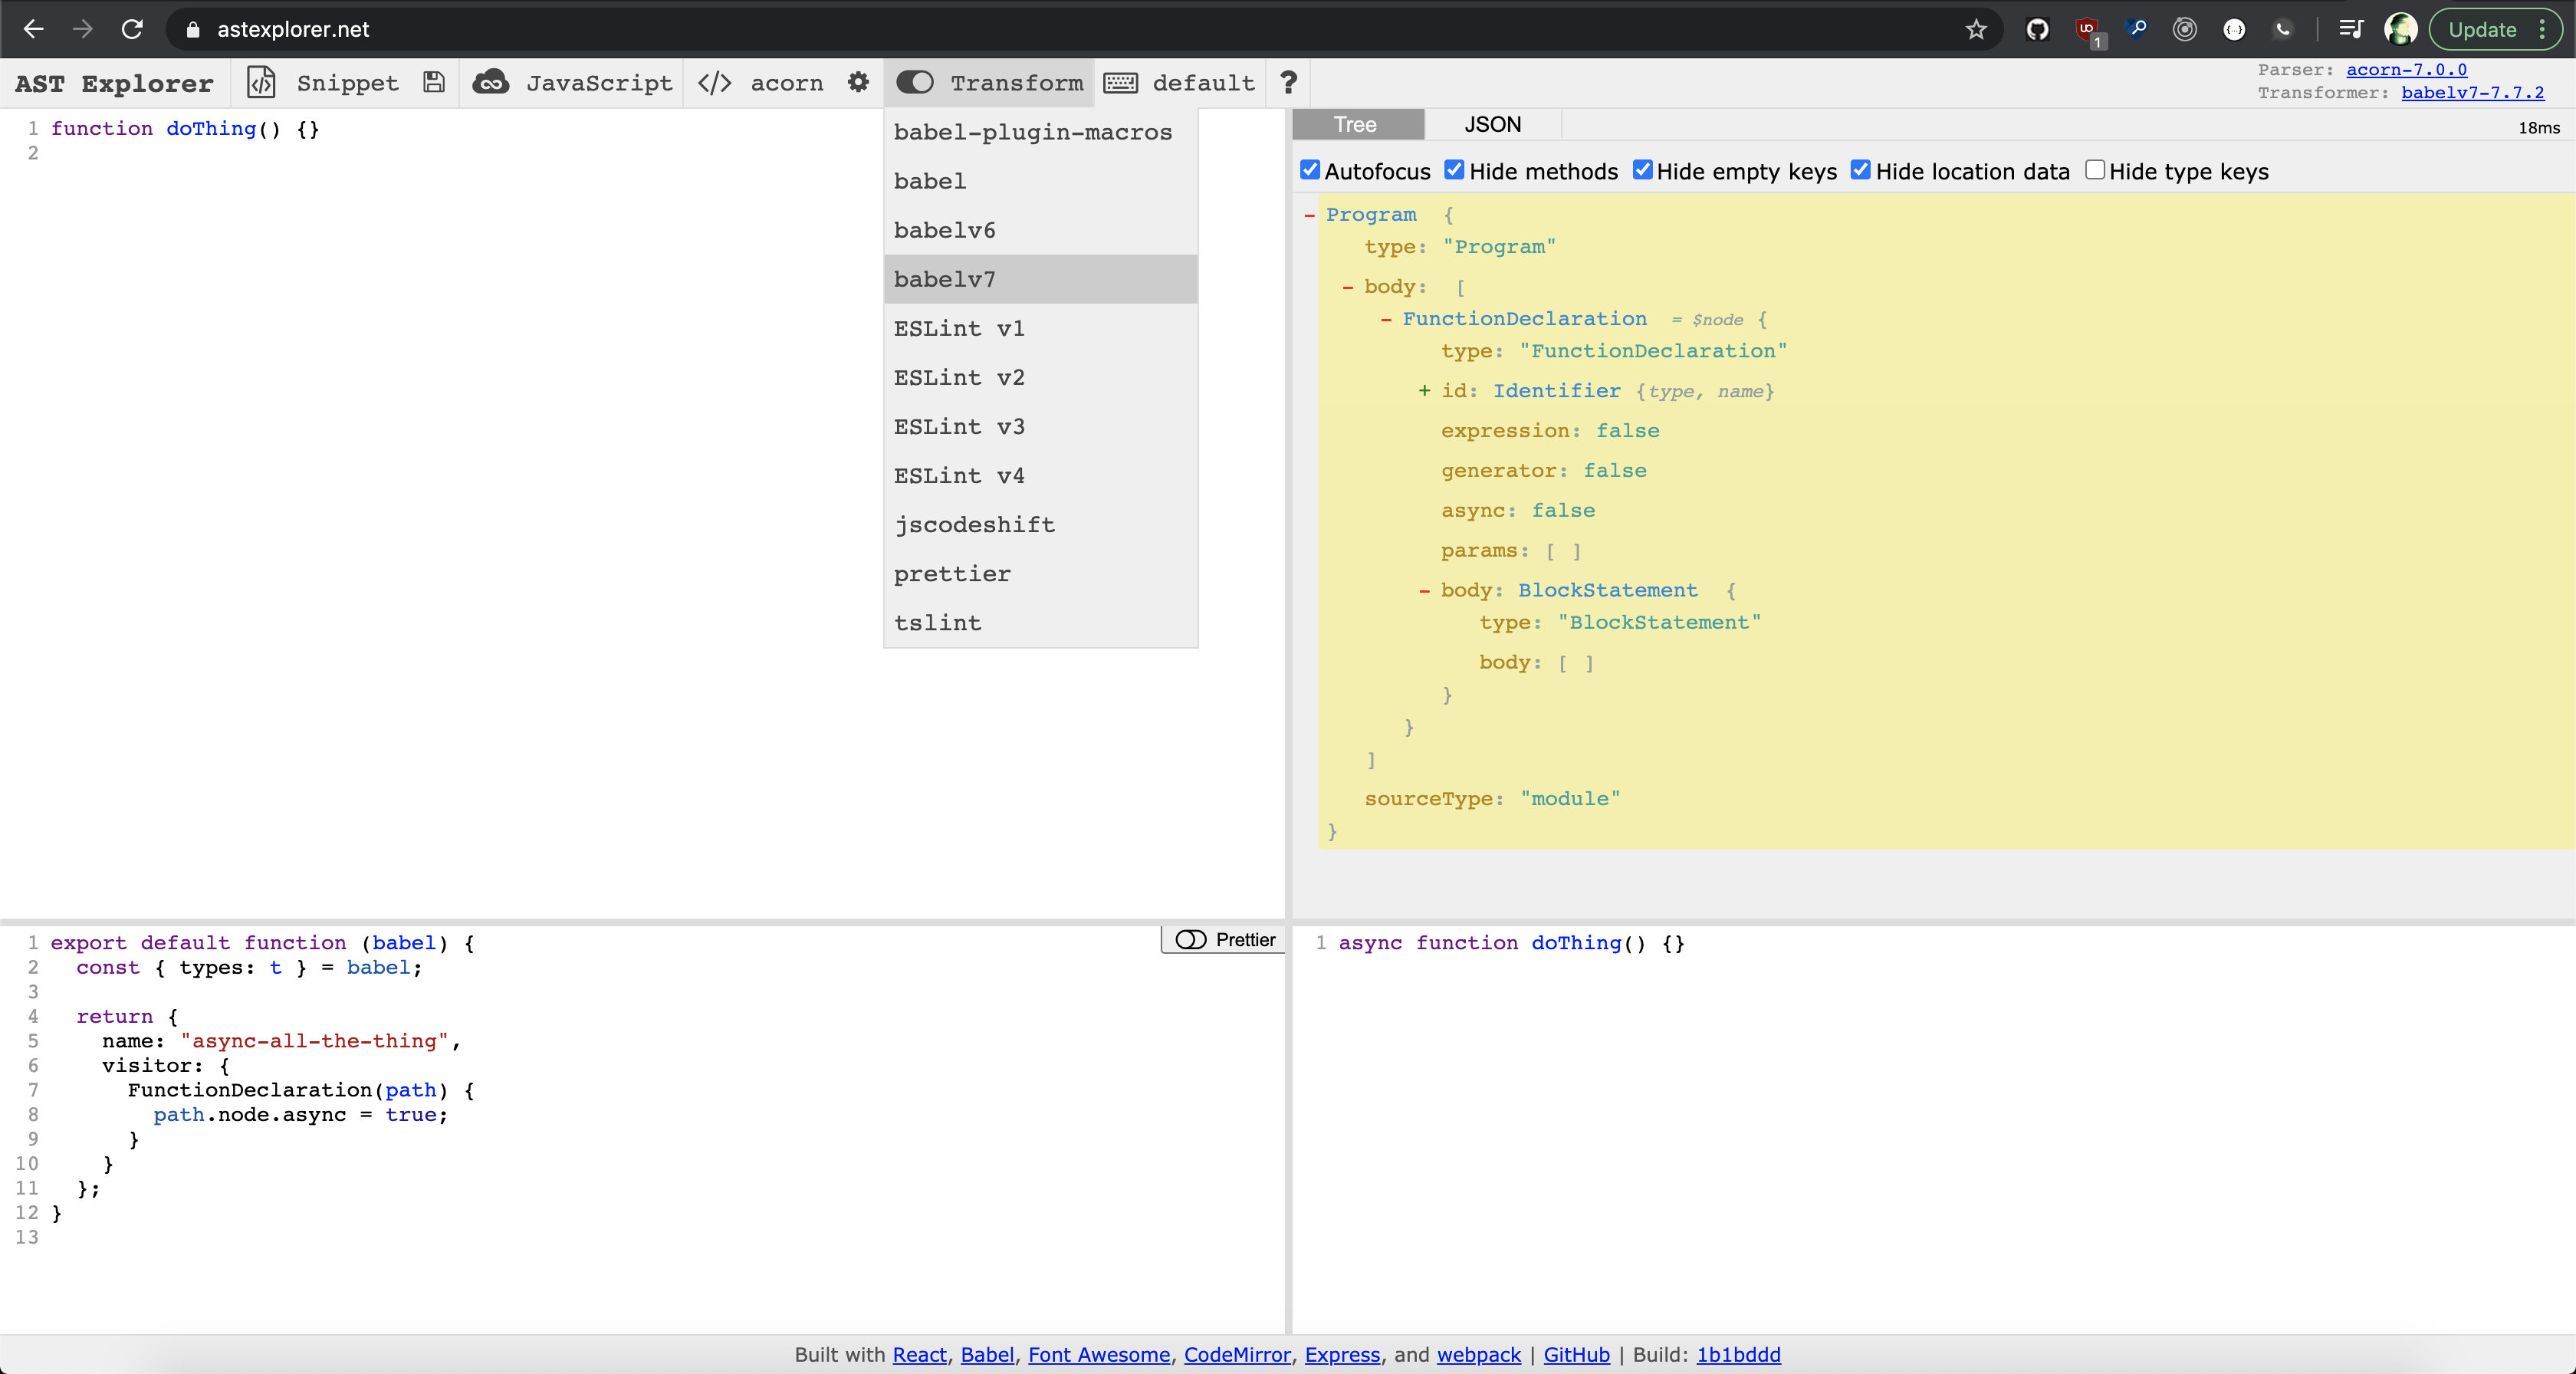 astexplorer.net
1
Update
AST Explorer Snippet JavaScript </> acorn Transform default ?
Parser: acorn-7.0.0
Transformer: babelv7-7.7.2
1 function doThing() {}
2
babel-plugin-macros
babel
babelv6
babelv7
ESLint v1
ESLint v2
ESLint v3
ESLint v4
jscodeshift
prettier
tslint
Tree JSON
18ms
Autofocus Hide methods Hide empty keys Hide location data Hide type keys
- Program {
type: "Program"
- body: [
- FunctionDeclaration = $node {
type: "FunctionDeclaration"
+ id: Identifier {type, name}
expression: false
generator: false
async: false
params: [ ]
- body: BlockStatement {
type: "BlockStatement"
body: [ ]
}
}
]
sourceType: "module"
}
1 export default function (babel) {
2 const { types: t } = babel;
3
4 return {
5 name: "async-all-the-thing",
6 visitor: {
7 FunctionDeclaration(path) {
8 path.node.async = true;
9 }
10 }
11 };
12 }
13
Prettier
1 async function doThing() {}
Built with React, Babel, Font Awesome, CodeMirror, Express, and webpack | GitHub | Build: 1b1bddd